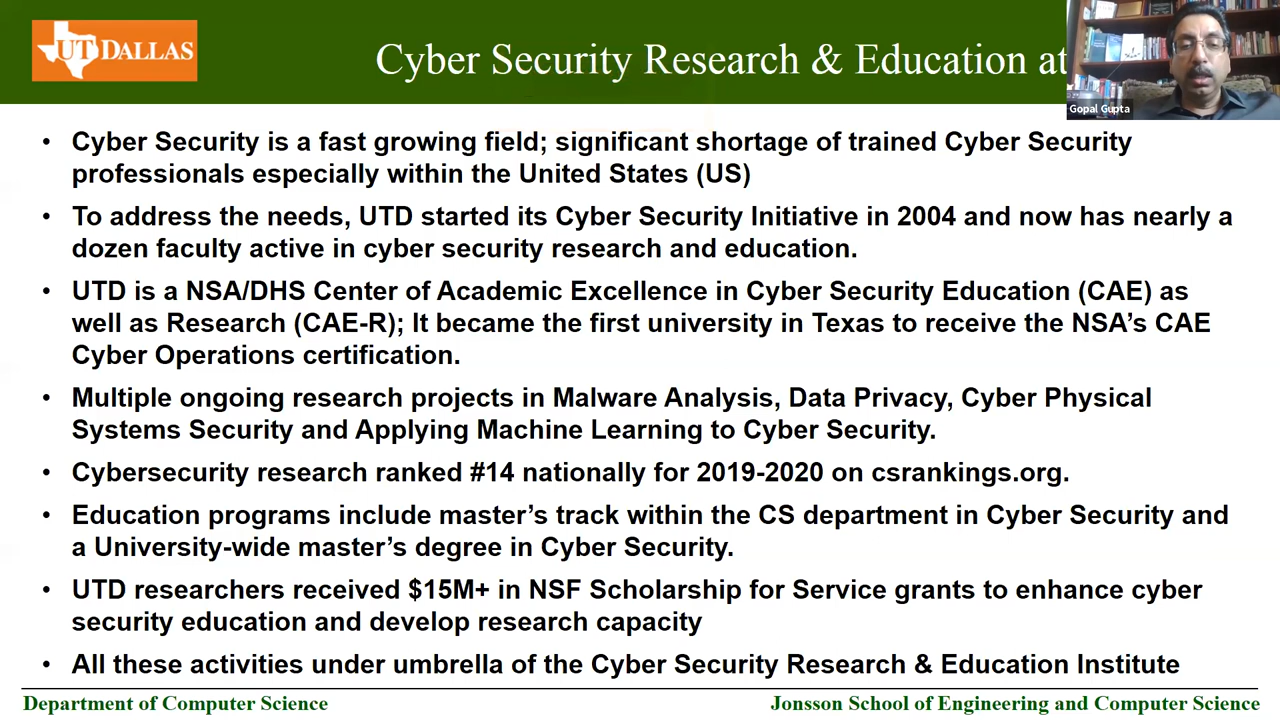 UT DALLAS
Cyber Security Research & Education at
Gopal Gupta
• Cyber Security is a fast growing field; significant shortage of trained Cyber Security
professionals especially within the United States (US)
• To address the needs, UTD started its Cyber Security Initiative in 2004 and now has nearly a
dozen faculty active in cyber security research and education.
• UTD is a NSA/DHS Center of Academic Excellence in Cyber Security Education (CAE) as
well as Research (CAE-R); It became the first university in Texas to receive the NSA’s CAE
Cyber Operations certification.
• Multiple ongoing research projects in Malware Analysis, Data Privacy, Cyber Physical
Systems Security and Applying Machine Learning to Cyber Security.
• Cybersecurity research ranked #14 nationally for 2019-2020 on csrankings.org.
• Education programs include master’s track within the CS department in Cyber Security and
a University-wide master’s degree in Cyber Security.
• UTD researchers received $15M+ in NSF Scholarship for Service grants to enhance cyber
security education and develop research capacity
• All these activities under umbrella of the Cyber Security Research & Education Institute
Department of Computer Science
Jonsson School of Engineering and Computer Science